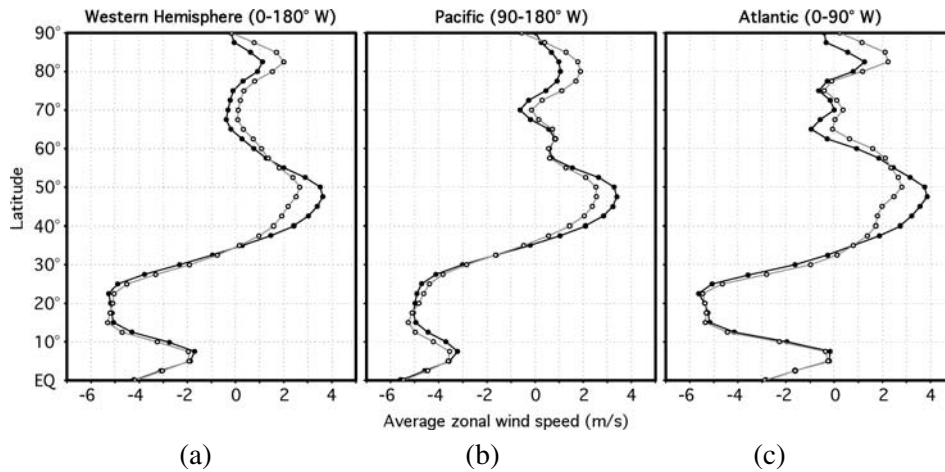 Western Hemisphere (0-180° W) Pacific (90-180° W) Atlantic (0-90° W)
90°
80°
70°
60°
50°
40°
30°
20°
10°
EQ
Latitude
-6 -4 -2 0 2 4 -6 -4 -2 0 2 4 -6 -4 -2 0 2 4
Average zonal wind speed (m/s)
(a) (b) (c)